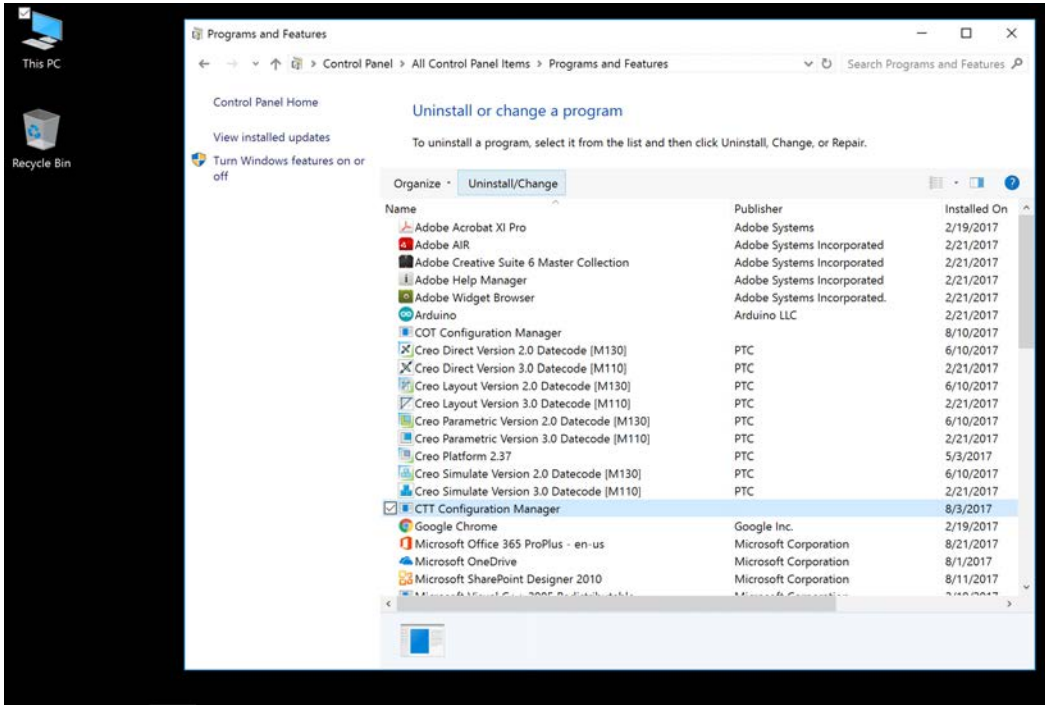 This PC
Recycle Bin
Programs and Features
Control Panel > All Control Panel Items > Programs and Features
Search Programs and Features
Control Panel Home
View installed updates
Turn Windows features on or
off
Uninstall or change a program
To uninstall a program, select it from the list and then click Uninstall, Change, or Repair.
Organize Uninstall/Change
Name Publisher Installed On
Adobe Acrobat XI Pro Adobe Systems 2/19/2017
Adobe AIR Adobe Systems Incorporated 2/21/2017
Adobe Creative Suite 6 Master Collection Adobe Systems Incorporated 2/21/2017
Adobe Help Manager Adobe Systems Incorporated 2/21/2017
Adobe Widget Browser Adobe Systems Incorporated. 2/21/2017
Arduino Arduino LLC 2/21/2017
COT Configuration Manager 8/10/2017
Creo Direct Version 2.0 Datecode [M130] PTC 6/10/2017
Creo Direct Version 3.0 Datecode [M110] PTC 2/21/2017
Creo Layout Version 2.0 Datecode [M130] PTC 6/10/2017
Creo Layout Version 3.0 Datecode [M110] PTC 2/21/2017
Creo Parametric Version 2.0 Datecode [M130] PTC 6/10/2017
Creo Parametric Version 3.0 Datecode [M110] PTC 2/21/2017
Creo Platform 2.37 PTC 5/3/2017
Creo Simulate Version 2.0 Datecode [M130] PTC 6/10/2017
Creo Simulate Version 3.0 Datecode [M110] PTC 2/21/2017
CTT Configuration Manager 8/3/2017
Google Chrome Google Inc. 2/19/2017
Microsoft Office 365 ProPlus - en-us Microsoft Corporation 8/21/2017
Microsoft OneDrive Microsoft Corporation 8/1/2017
Microsoft SharePoint Designer 2010 Microsoft Corporation 8/11/2017